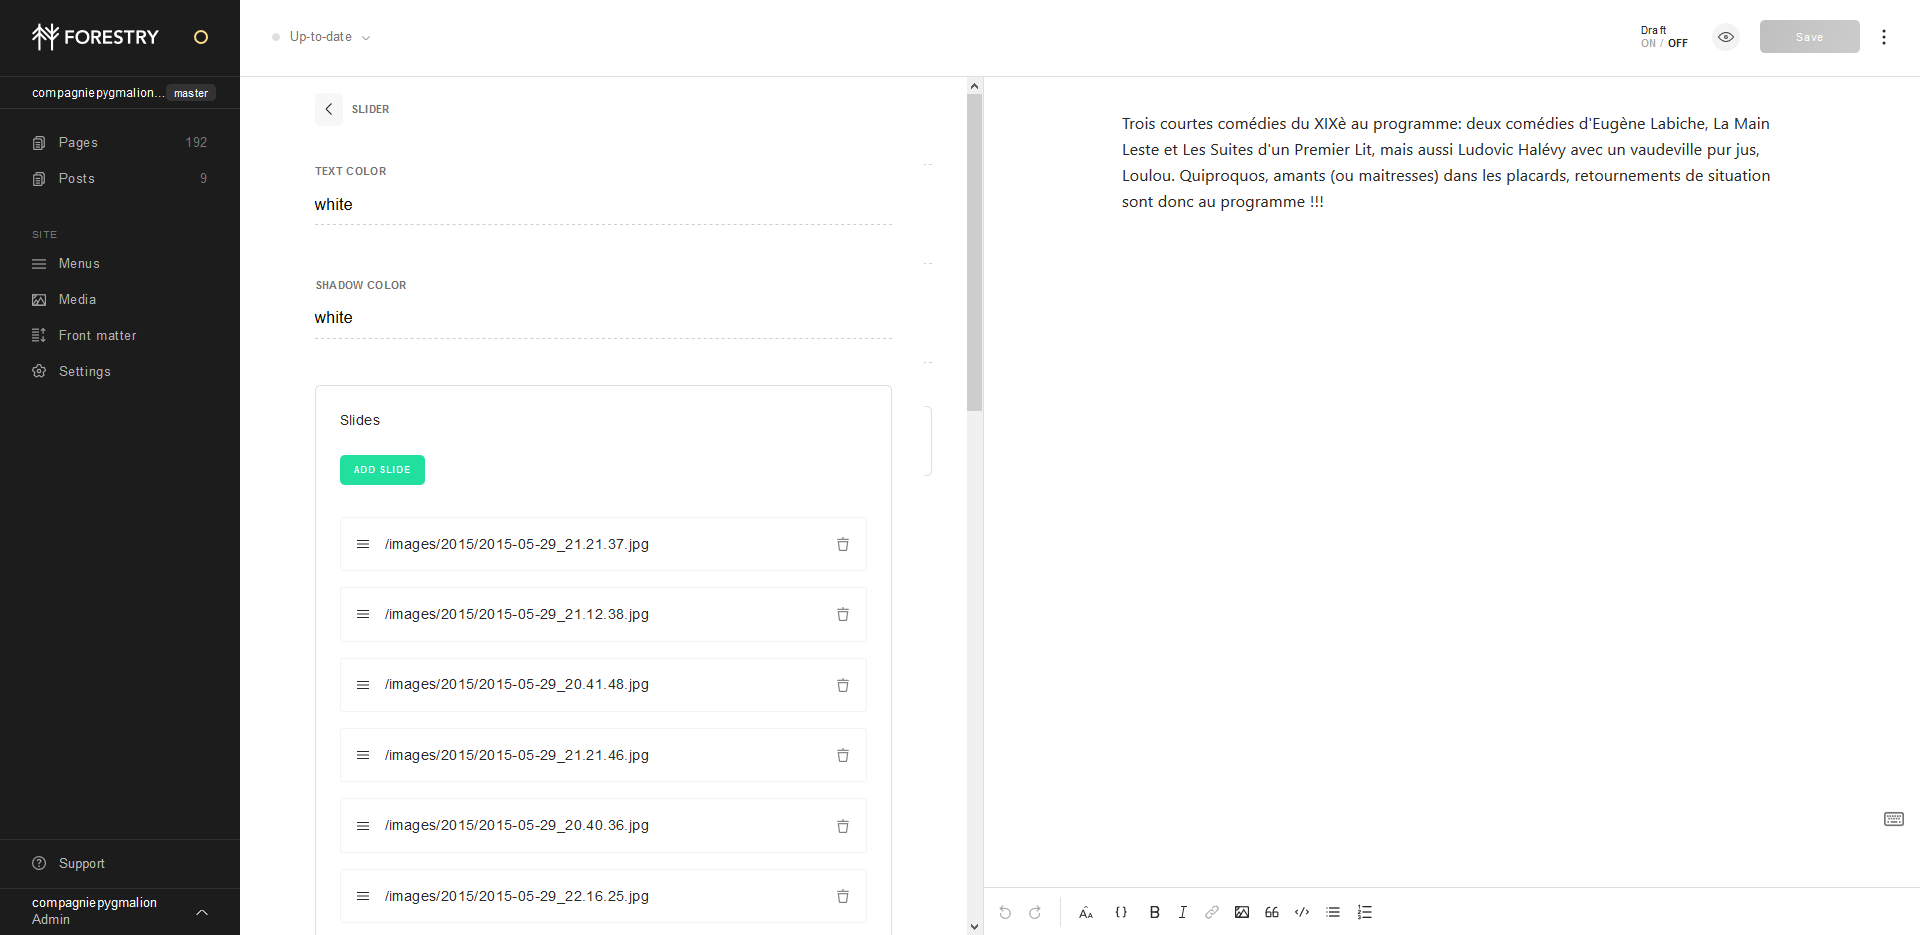 FORESTRY
compagniepygmalion... master
Pages 192
Posts 9
SITE
Menus
Media
Front matter
Settings
Support
compagniepygmalion
Admin
Up-to-date
Draft
ON / OFF
Save
SLIDER
TEXT COLOR
white
SHADOW COLOR
white
Slides
ADD SLIDE
/images/2015/2015-05-29_21.21.37.jpg
/images/2015/2015-05-29_21.12.38.jpg
/images/2015/2015-05-29_20.41.48.jpg
/images/2015/2015-05-29_21.21.46.jpg
/images/2015/2015-05-29_20.40.36.jpg
/images/2015/2015-05-29_22.16.25.jpg
Trois courtes comédies du XIXè au programme: deux comédies d'Eugène Labiche, La Main
Leste et Les Suites d'un Premier Lit, mais aussi Ludovic Halévy avec un vaudeville pur jus,
Loulou. Quiproquos, amants (ou maitresses) dans les placards, retournements de situation
sont donc au programme !!!